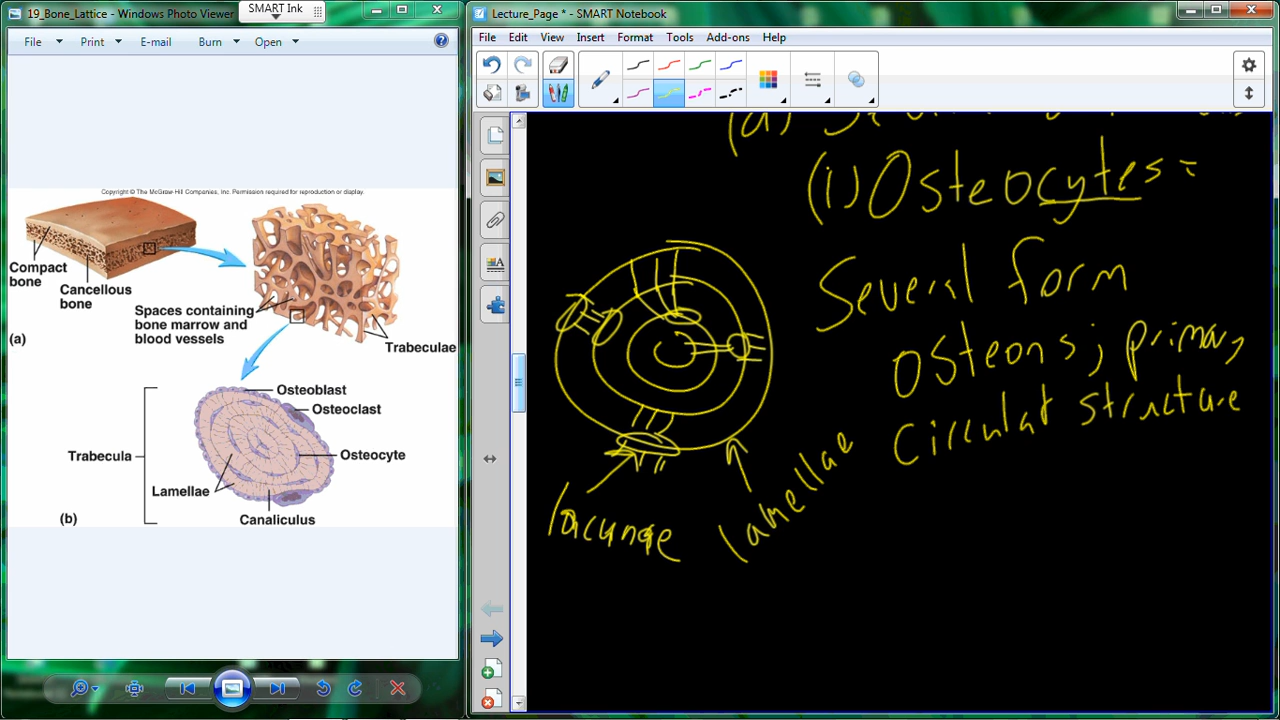 19_Bone_Lattice - Windows Photo Viewer
SMART Ink
File Print E-mail Burn Open
Copyright © The McGraw-Hill Companies, Inc. Permission required for reproduction or display.
Compact
bone
Cancellous
bone
Spaces containing
bone marrow and
blood vessels
(a)
Trabeculae
Osteoblast
Osteoclast
Trabecula
Osteocyte
Lamellae
(b)
Canaliculus
Lecture_Page * - SMART Notebook
File Edit View Insert Format Tools Add-ons Help
(i) Osteocytes =
Several form
Osteons; primary
Circular structure
lacunae
lamellae